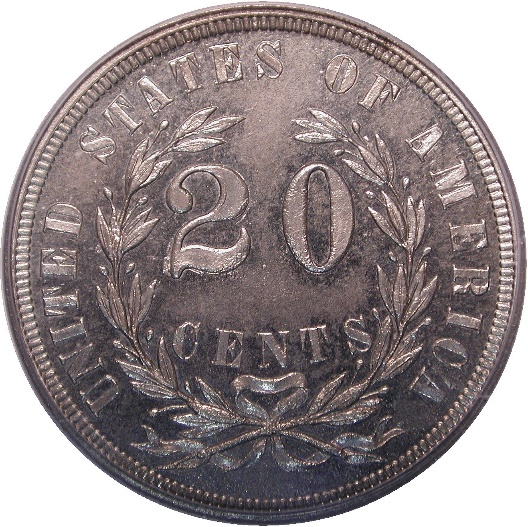 UNITED STATES OF AMERICA
20
CENTS